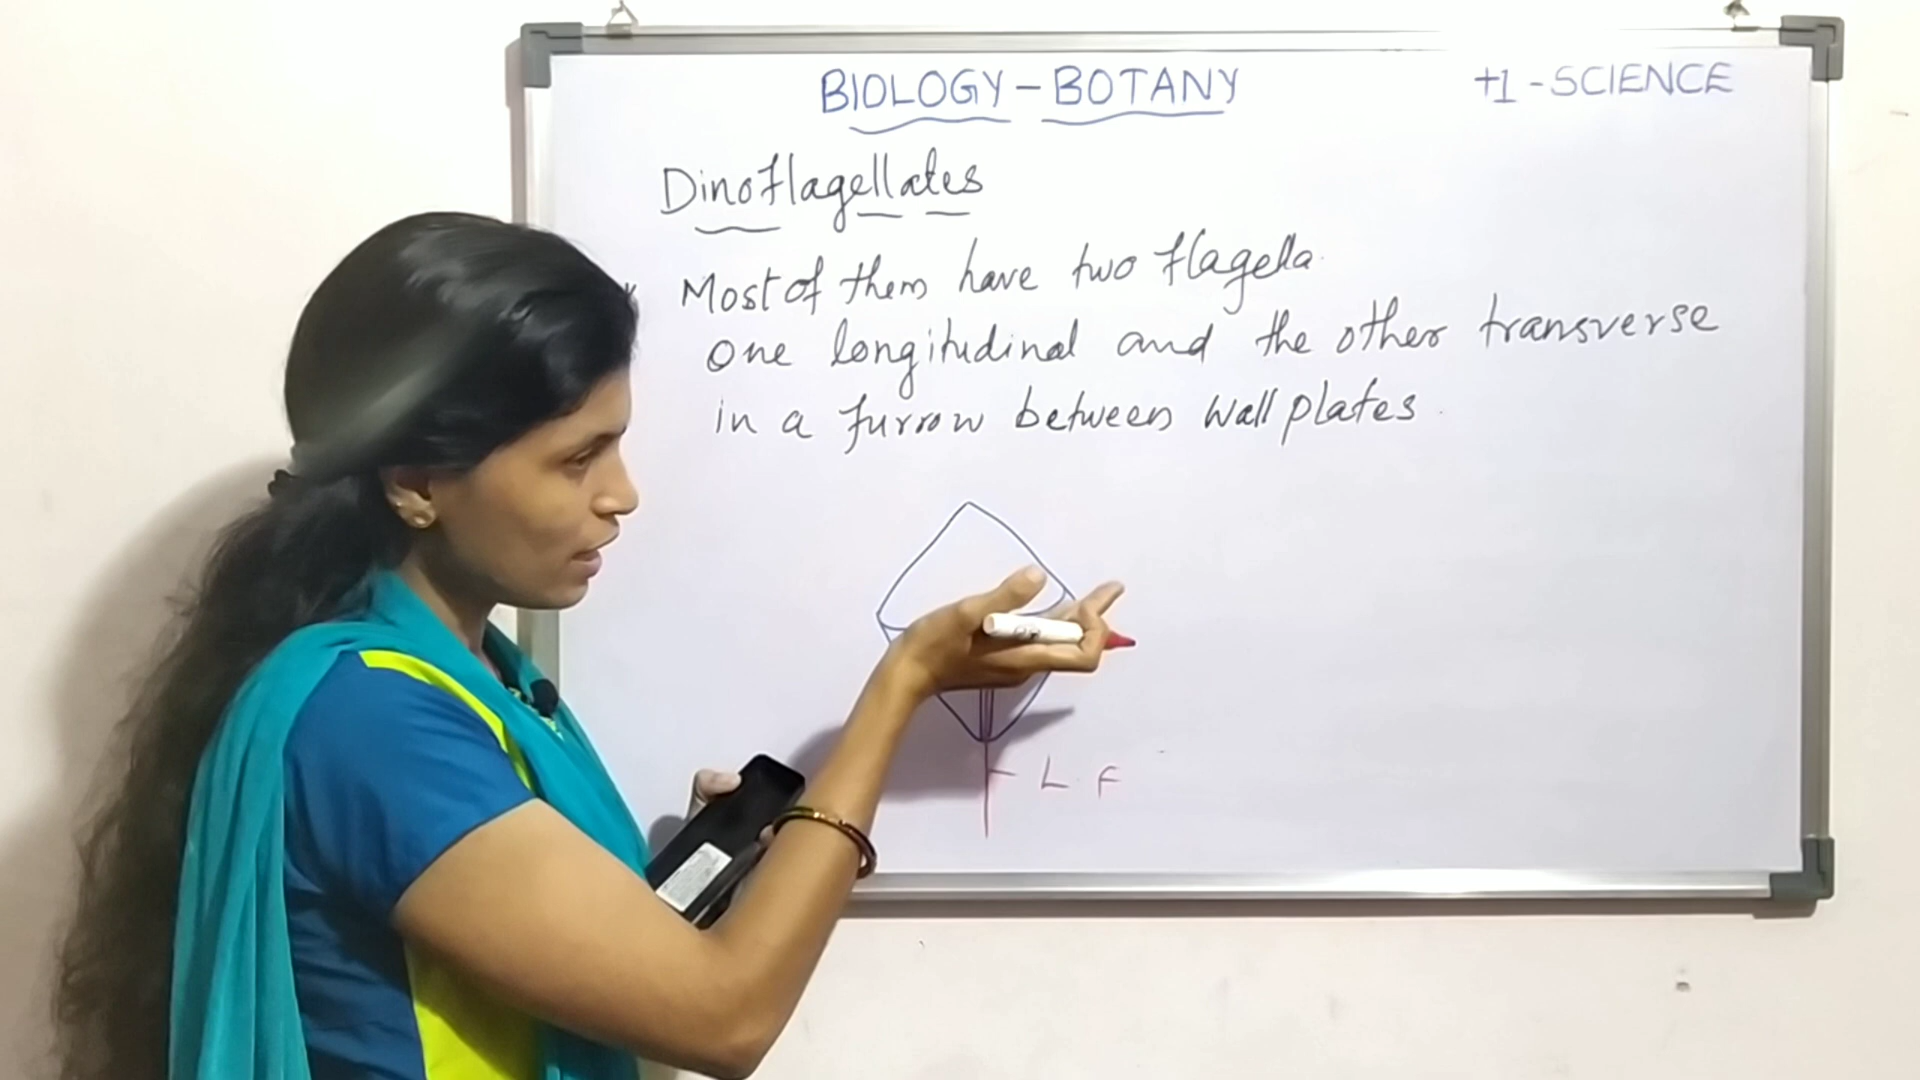 BIOLOGY - BOTANY
+1 - SCIENCE
Dinoflagellates
Most of them have two flagella.
one longitudinal and the other transverse
in a furrow between wall plates.
L. F